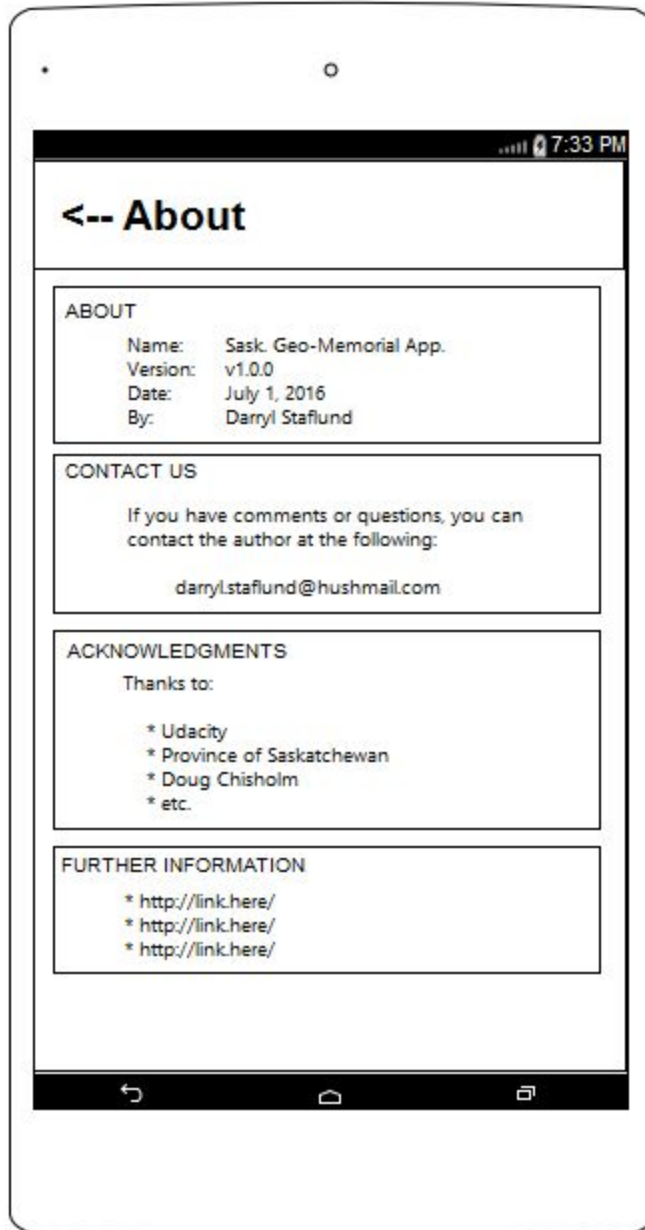 7:33 PM
<-- About
ABOUT
Name: Sask. Geo-Memorial App.
Version: v1.0.0
Date: July 1, 2016
By: Darryl Staflund
CONTACT US
If you have comments or questions, you can
contact the author at the following:
darryl.staflund@hushmail.com
ACKNOWLEDGMENTS
Thanks to:
* Udacity
* Province of Saskatchewan
* Doug Chisholm
* etc.
FURTHER INFORMATION
* http://link.here/
* http://link.here/
* http://link.here/